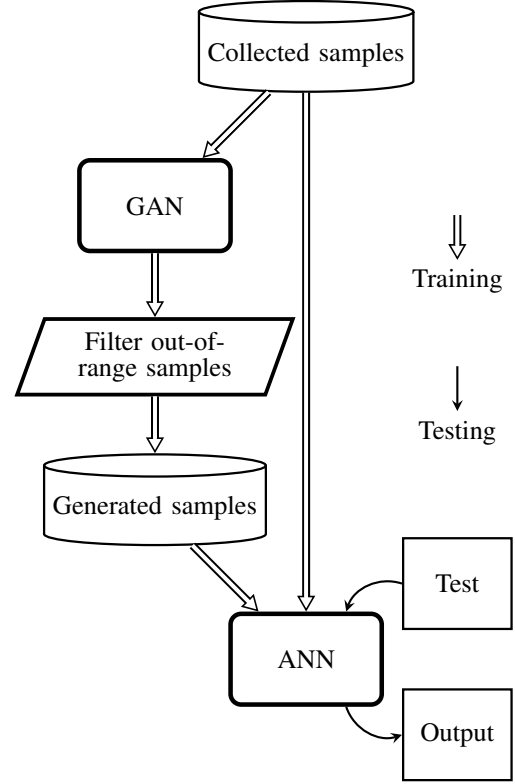 Collected samples
GAN
Training
Filter out-of-
range samples
Testing
Generated samples
Test
ANN
Output